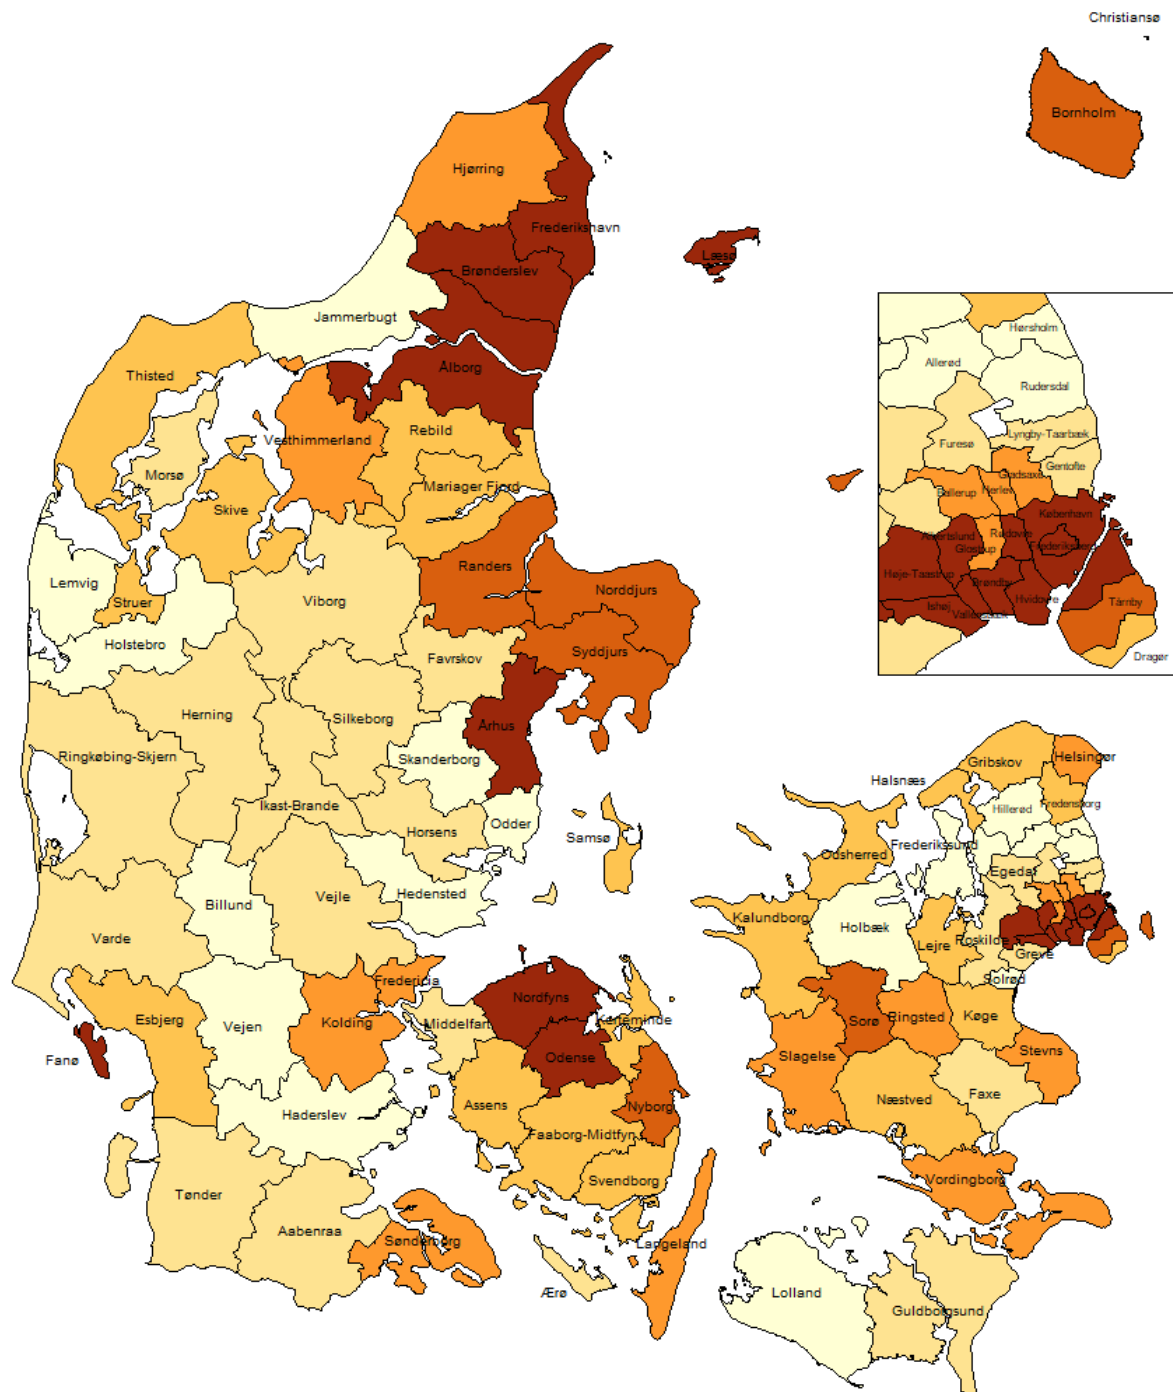 Christiansø
Bornholm
Hjørring
Frederikshavn
Læsø
Brønderslev
Jammerbugt
Ålborg
Thisted
Vesthimmerland
Rebild
Morsø
Mariager Fjord
Skive
Randers
Norddjurs
Lemvig
Struer
Viborg
Holstebro
Favrskov
Syddjurs
Herning
Silkeborg
Århus
Ringkøbing-Skjern
Skanderborg
Ikast-Brande
Horsens
Odder
Samsø
Billund
Vejle
Hedensted
Varde
Esbjerg
Vejen
Kolding
Fredericia
Fanø
Haderslev
Tønder
Aabenraa
Sønderborg
Nordfyns
Middelfart
Kerteminde
Odense
Assens
Nyborg
Faaborg-Midtfyn
Svendborg
Langeland
Ærø
Hørsholm
Allerød
Rudersdal
Furesø
Lyngby-Taarbæk
Gentofte
Gladsaxe
Ballerup
Herlev
København
Albertslund
Rødovre
Glostrup
Frederiksberg
Høje-Taastrup
Brøndby
Hvidovre
Ishøj
Vallensbæk
Tårnby
Dragør
Gribskov
Helsingør
Halsnæs
Hillerød
Fredensborg
Frederikssund
Odsherred
Egedal
Kalundborg
Holbæk
Lejre
Roskilde
Greve
Solrød
Sorø
Ringsted
Køge
Slagelse
Stevns
Næstved
Faxe
Vordingborg
Lolland
Guldborgsund